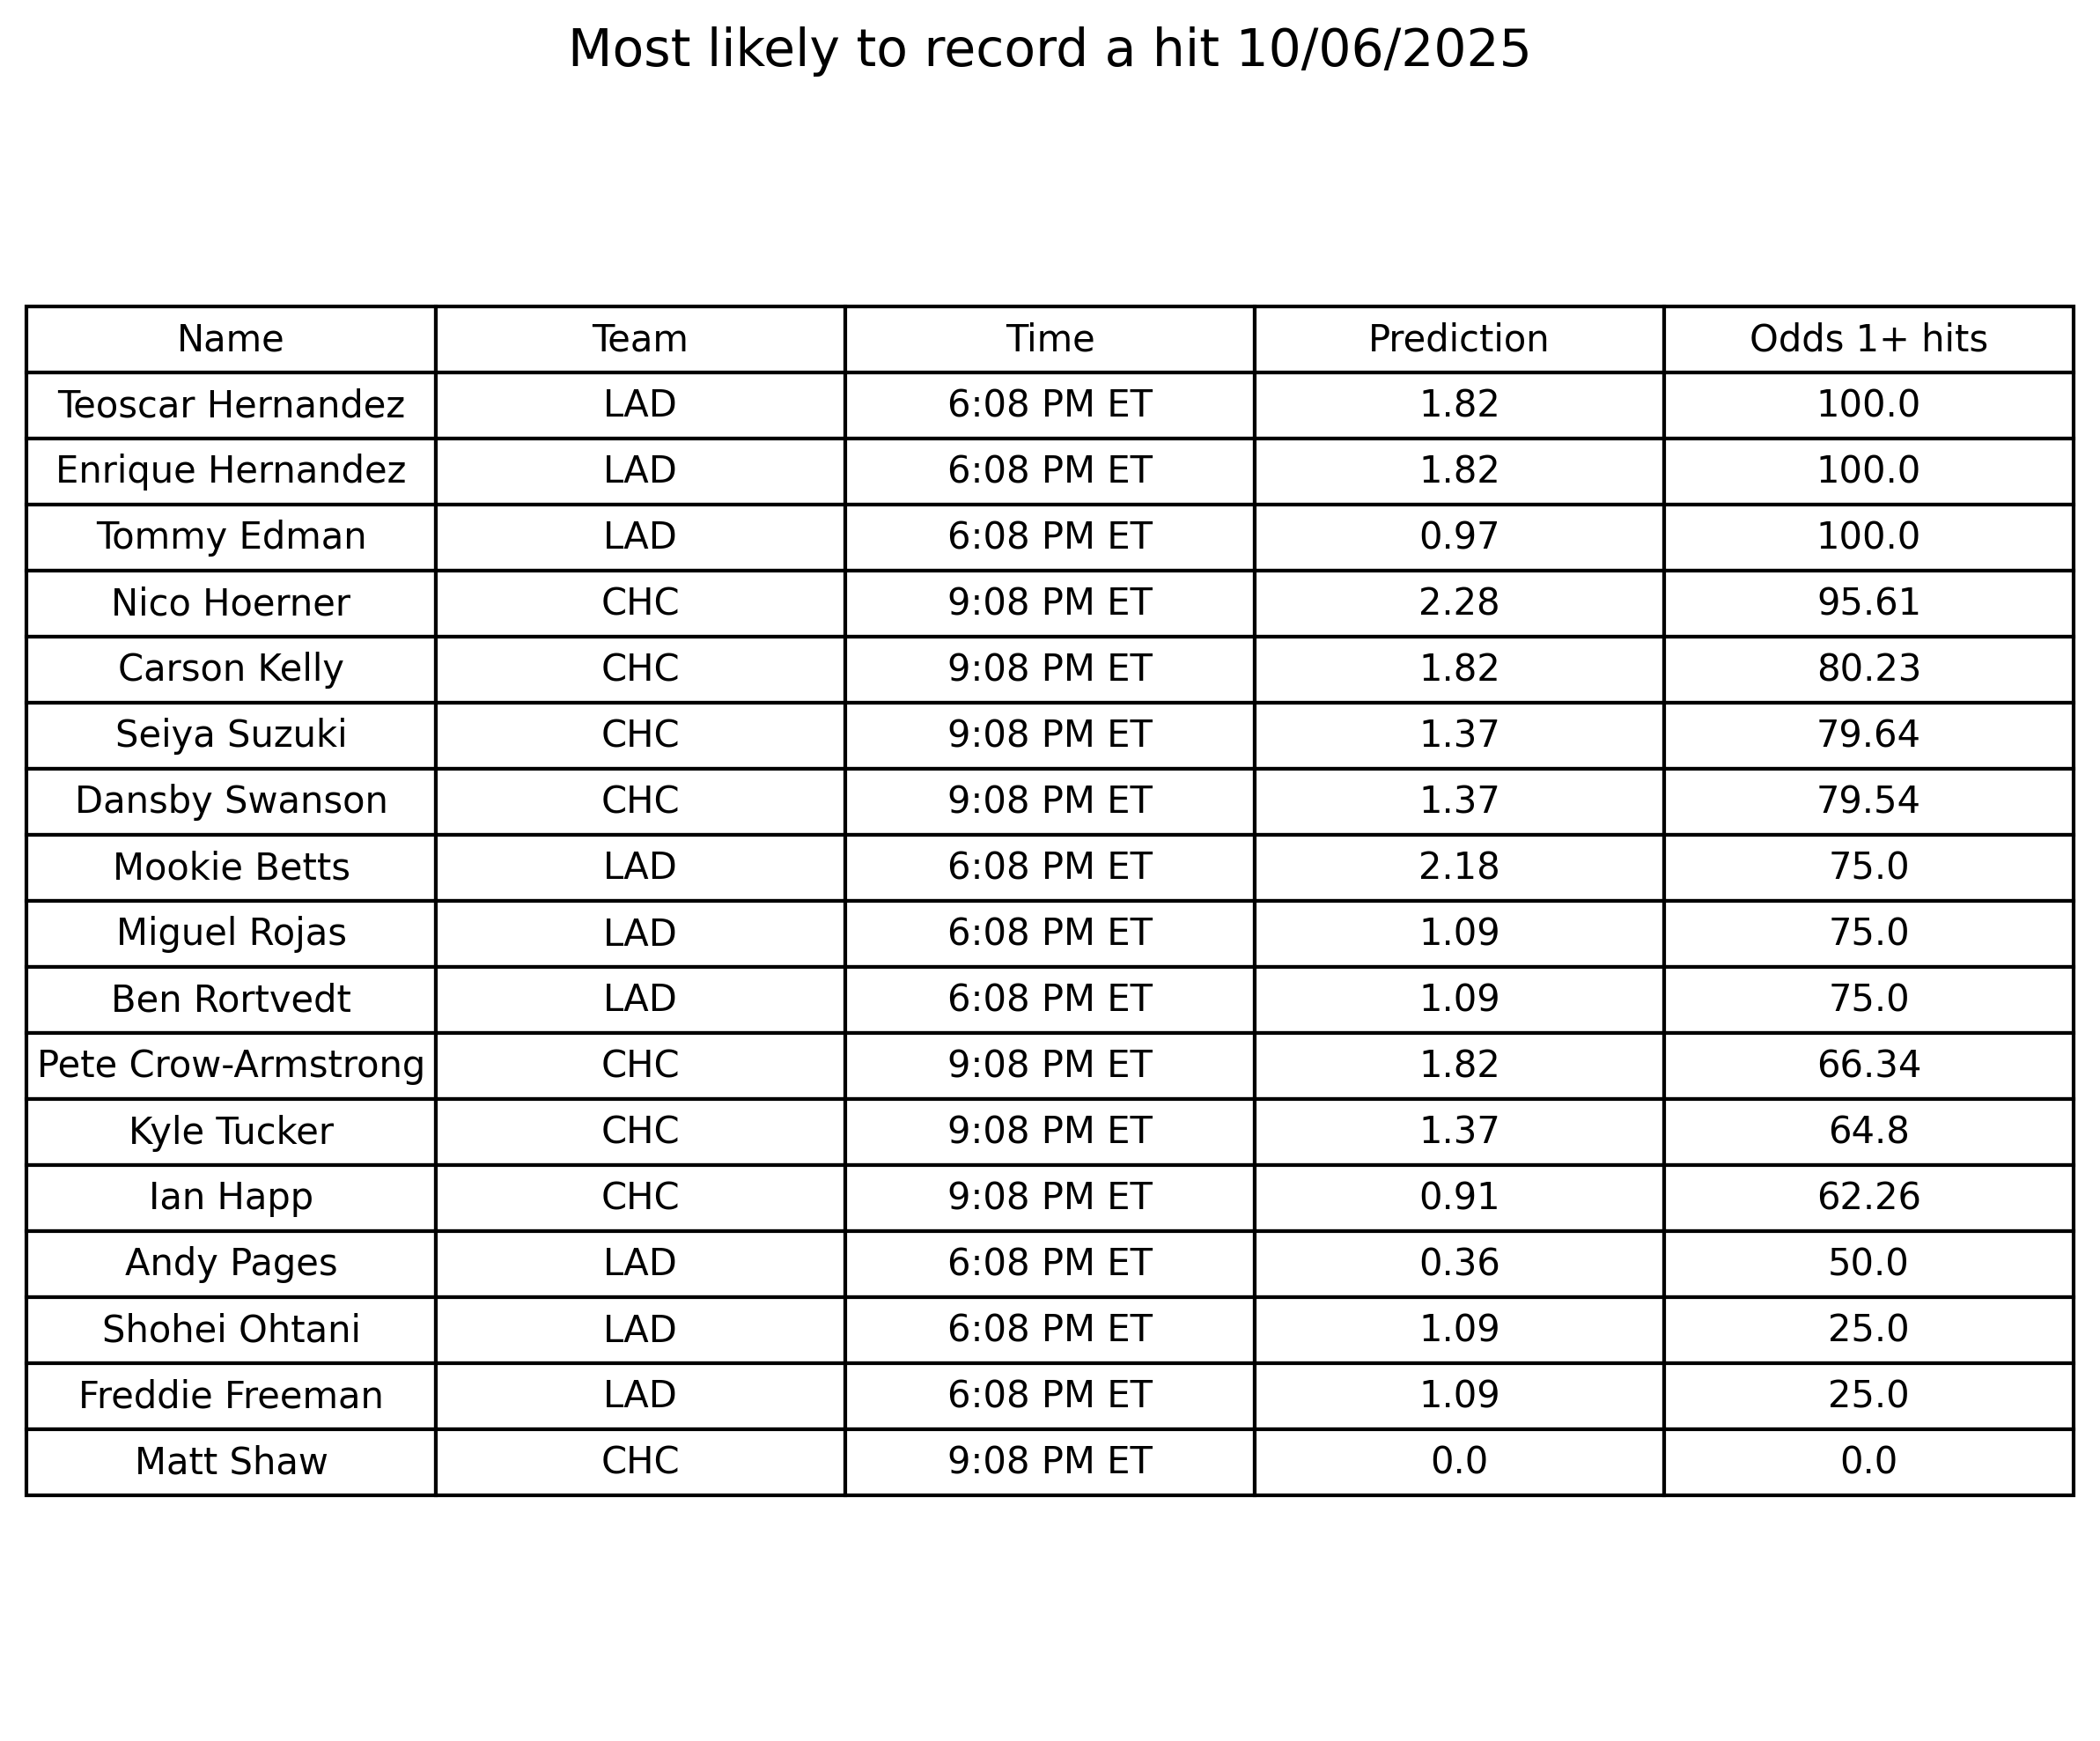 Most likely to record a hit 10/06/2025
Name Team Time Prediction Odds 1+ hits
Teoscar Hernandez LAD 6:08 PM ET 1.82 100.0
Enrique Hernandez LAD 6:08 PM ET 1.82 100.0
Tommy Edman LAD 6:08 PM ET 0.97 100.0
Nico Hoerner CHC 9:08 PM ET 2.28 95.61
Carson Kelly CHC 9:08 PM ET 1.82 80.23
Seiya Suzuki CHC 9:08 PM ET 1.37 79.64
Dansby Swanson CHC 9:08 PM ET 1.37 79.54
Mookie Betts LAD 6:08 PM ET 2.18 75.0
Miguel Rojas LAD 6:08 PM ET 1.09 75.0
Ben Rortvedt LAD 6:08 PM ET 1.09 75.0
Pete Crow-Armstrong CHC 9:08 PM ET 1.82 66.34
Kyle Tucker CHC 9:08 PM ET 1.37 64.8
Ian Happ CHC 9:08 PM ET 0.91 62.26
Andy Pages LAD 6:08 PM ET 0.36 50.0
Shohei Ohtani LAD 6:08 PM ET 1.09 25.0
Freddie Freeman LAD 6:08 PM ET 1.09 25.0
Matt Shaw CHC 9:08 PM ET 0.0 0.0